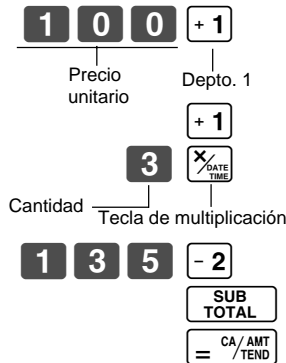 1 0 0 + 1
Precio
unitario
Depto. 1
+ 1
3 X/DATE TIME
Cantidad
Tecla de multiplicación
1 3 5 - 2
SUB
TOTAL
= CA/AMT
/TEND